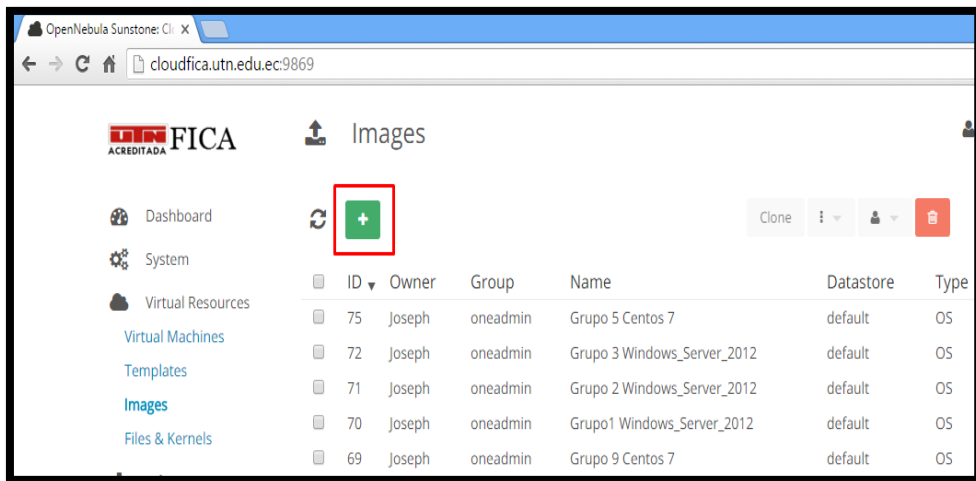 OpenNebula Sunstone: Cl X
cloudfica.utn.edu.ec:9869
UTN FICA
ACREDITADA
Images
Dashboard
System
Virtual Resources
Virtual Machines
Templates
Images
Files & Kernels
+
Clone
ID Owner Group Name Datastore Type
75 Joseph oneadmin Grupo 5 Centos 7 default OS
72 Joseph oneadmin Grupo 3 Windows_Server_2012 default OS
71 Joseph oneadmin Grupo 2 Windows_Server_2012 default OS
70 Joseph oneadmin Grupo1 Windows_Server_2012 default OS
69 Joseph oneadmin Grupo 9 Centos 7 default OS